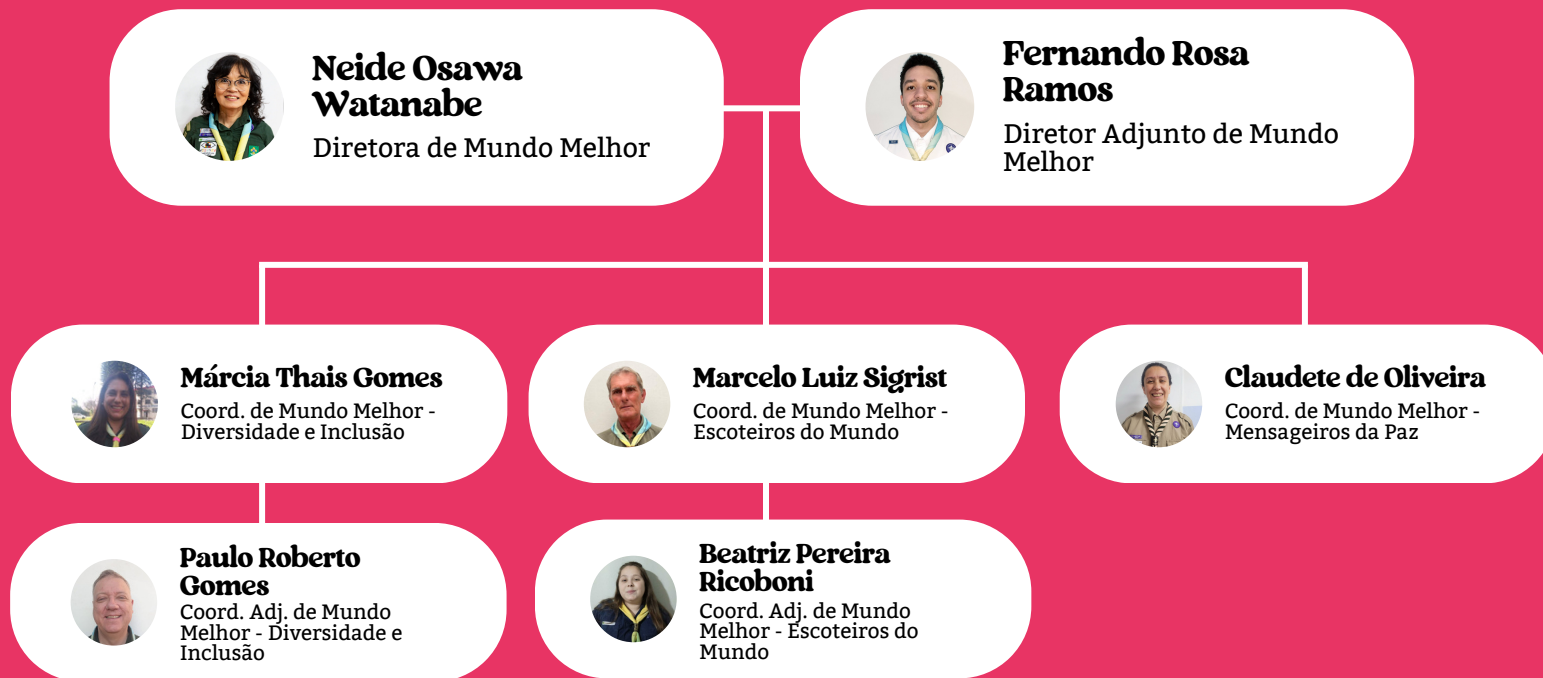 Neide Osawa
Watanabe
Diretora de Mundo Melhor
Fernando Rosa
Ramos
Diretor Adjunto de Mundo
Melhor
Márcia Thais Gomes
Coord. de Mundo Melhor -
Diversidade e Inclusão
Marcelo Luiz Sigrist
Coord. de Mundo Melhor -
Escoteiros do Mundo
Claudete de Oliveira
Coord. de Mundo Melhor -
Mensageiros da Paz
Paulo Roberto
Gomes
Coord. Adj. de Mundo
Melhor - Diversidade e
Inclusão
Beatriz Pereira
Ricoboni
Coord. Adj. de Mundo
Melhor - Escoteiros do
Mundo